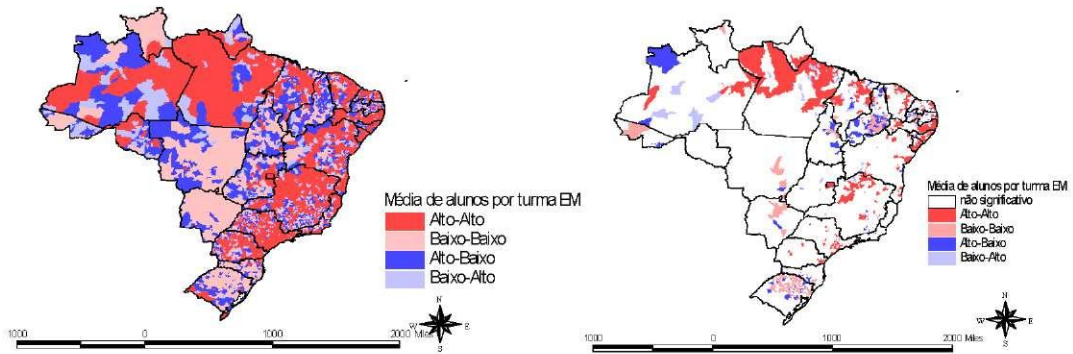 Média de alunos por turma EM
Alto-Alto
Baixo-Baixo
Alto-Baixo
Baixo-Alto
N
W E
S
1000 0 1000 2000 Miles
Média de alunos por turma EM
não significativo
Alto-Alto
Baixo-Baixo
Alto-Baixo
Baixo-Alto
N
W E
S
1000 0 1000 2000 Miles